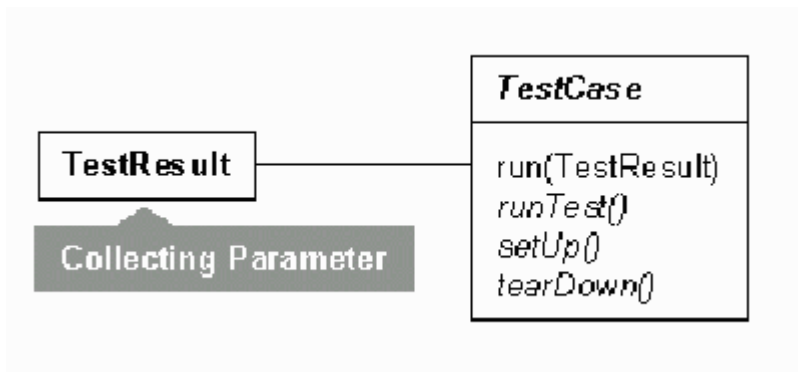 TestResult
Collecting Parameter
TestCase
run(TestResult)
runTest()
setUp()
tearDown()